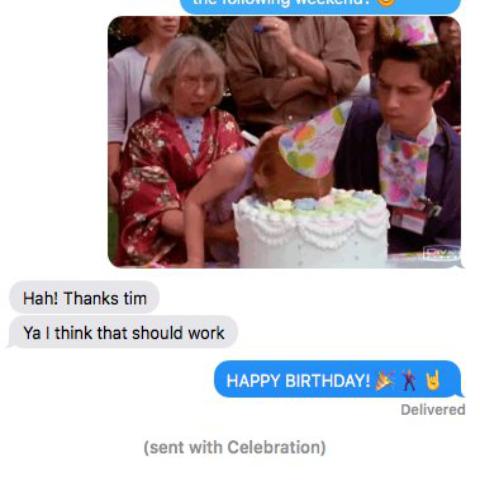 the following weekend? 😊
Hah! Thanks tim
Ya I think that should work
HAPPY BIRTHDAY! 🎉🕺🤘
Delivered
(sent with Celebration)